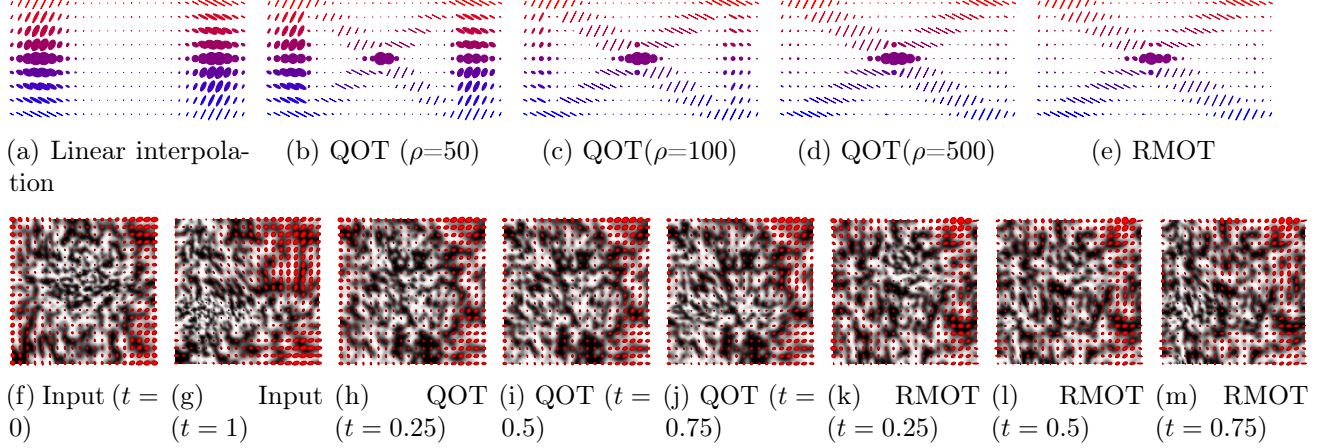 (a) Linear interpola-
tion
(b) QOT (ρ=50)
(c) QOT(ρ=100)
(d) QOT(ρ=500)
(e) RMOT
(f) Input (t =
0)
(g) Input
(t = 1)
(h) QOT
(t = 0.25)
(i) QOT (t =
0.5)
(j) QOT (t =
0.75)
(k) RMOT
(t = 0.25)
(l) RMOT
(t = 0.5)
(m) RMOT
(t = 0.75)